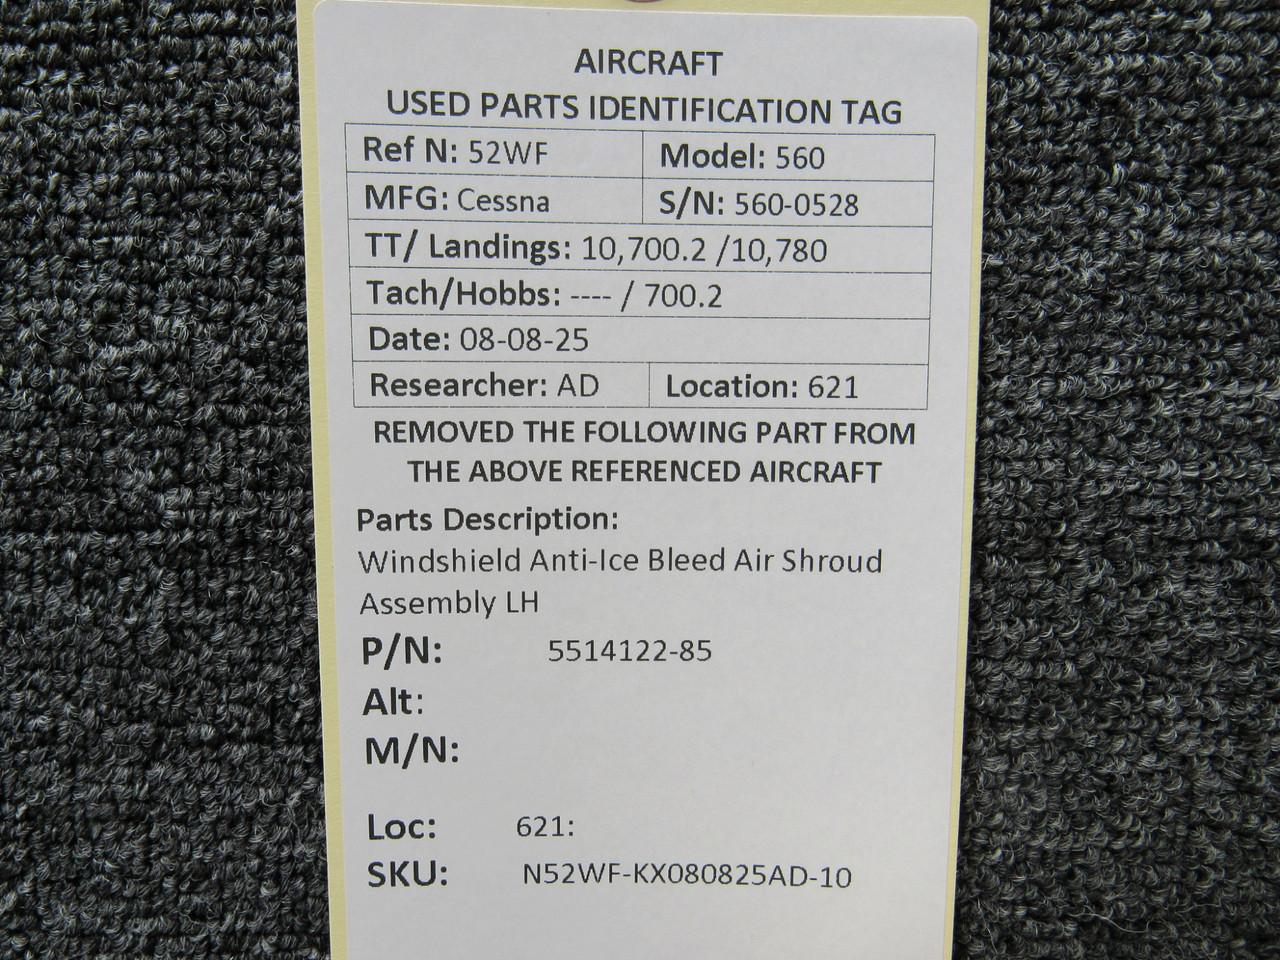 AIRCRAFT
USED PARTS IDENTIFICATION TAG
Ref N: 52WF Model: 560
MFG: Cessna S/N: 560-0528
TT/ Landings: 10,700.2 /10,780
Tach/Hobbs: ---- / 700.2
Date: 08-08-25
Researcher: AD Location: 621
REMOVED THE FOLLOWING PART FROM
THE ABOVE REFERENCED AIRCRAFT
Parts Description:
Windshield Anti-Ice Bleed Air Shroud
Assembly LH
P/N: 5514122-85
Alt:
M/N:
Loc: 621:
SKU: N52WF-KX080825AD-10